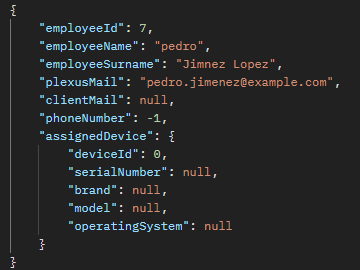 {
"employeeId": 7,
"employeeName": "pedro",
"employeeSurname": "Jimnez Lopez",
"plexusMail": "pedro.jimenez@example.com",
"clientMail": null,
"phoneNumber": -1,
"assignedDevice": {
"deviceId": 0,
"serialNumber": null,
"brand": null,
"model": null,
"operatingSystem": null
}
}